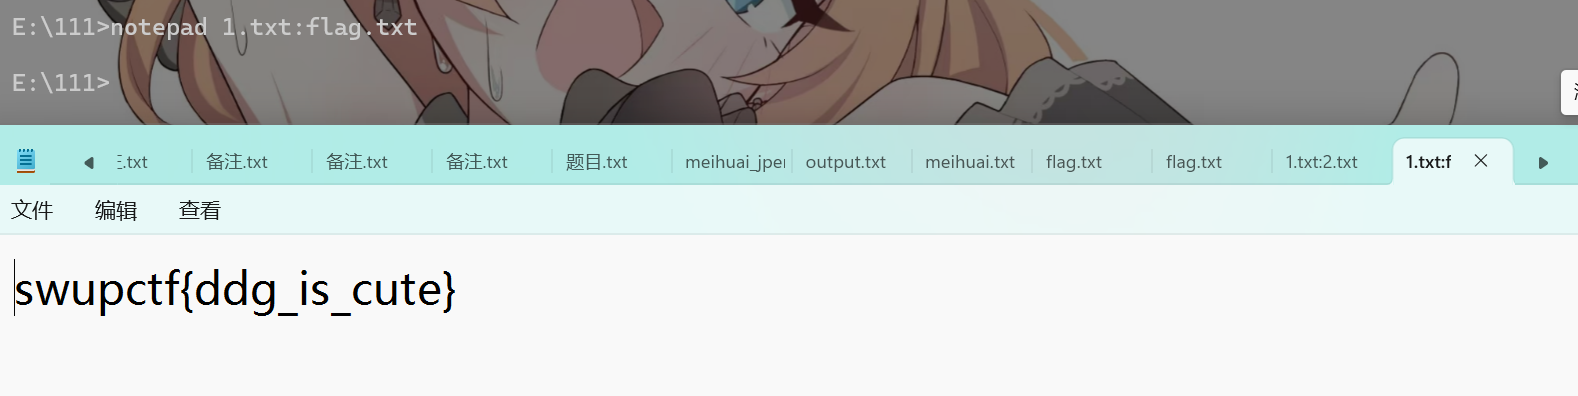 E:\111>notepad 1.txt:flag.txt
E:\111>
.txt 备注.txt 备注.txt 备注.txt 题目.txt meihuai_jpe output.txt meihuai.txt flag.txt flag.txt 1.txt:2.txt 1.txt:f
文件 编辑 查看
swupctf{ddg_is_cute}